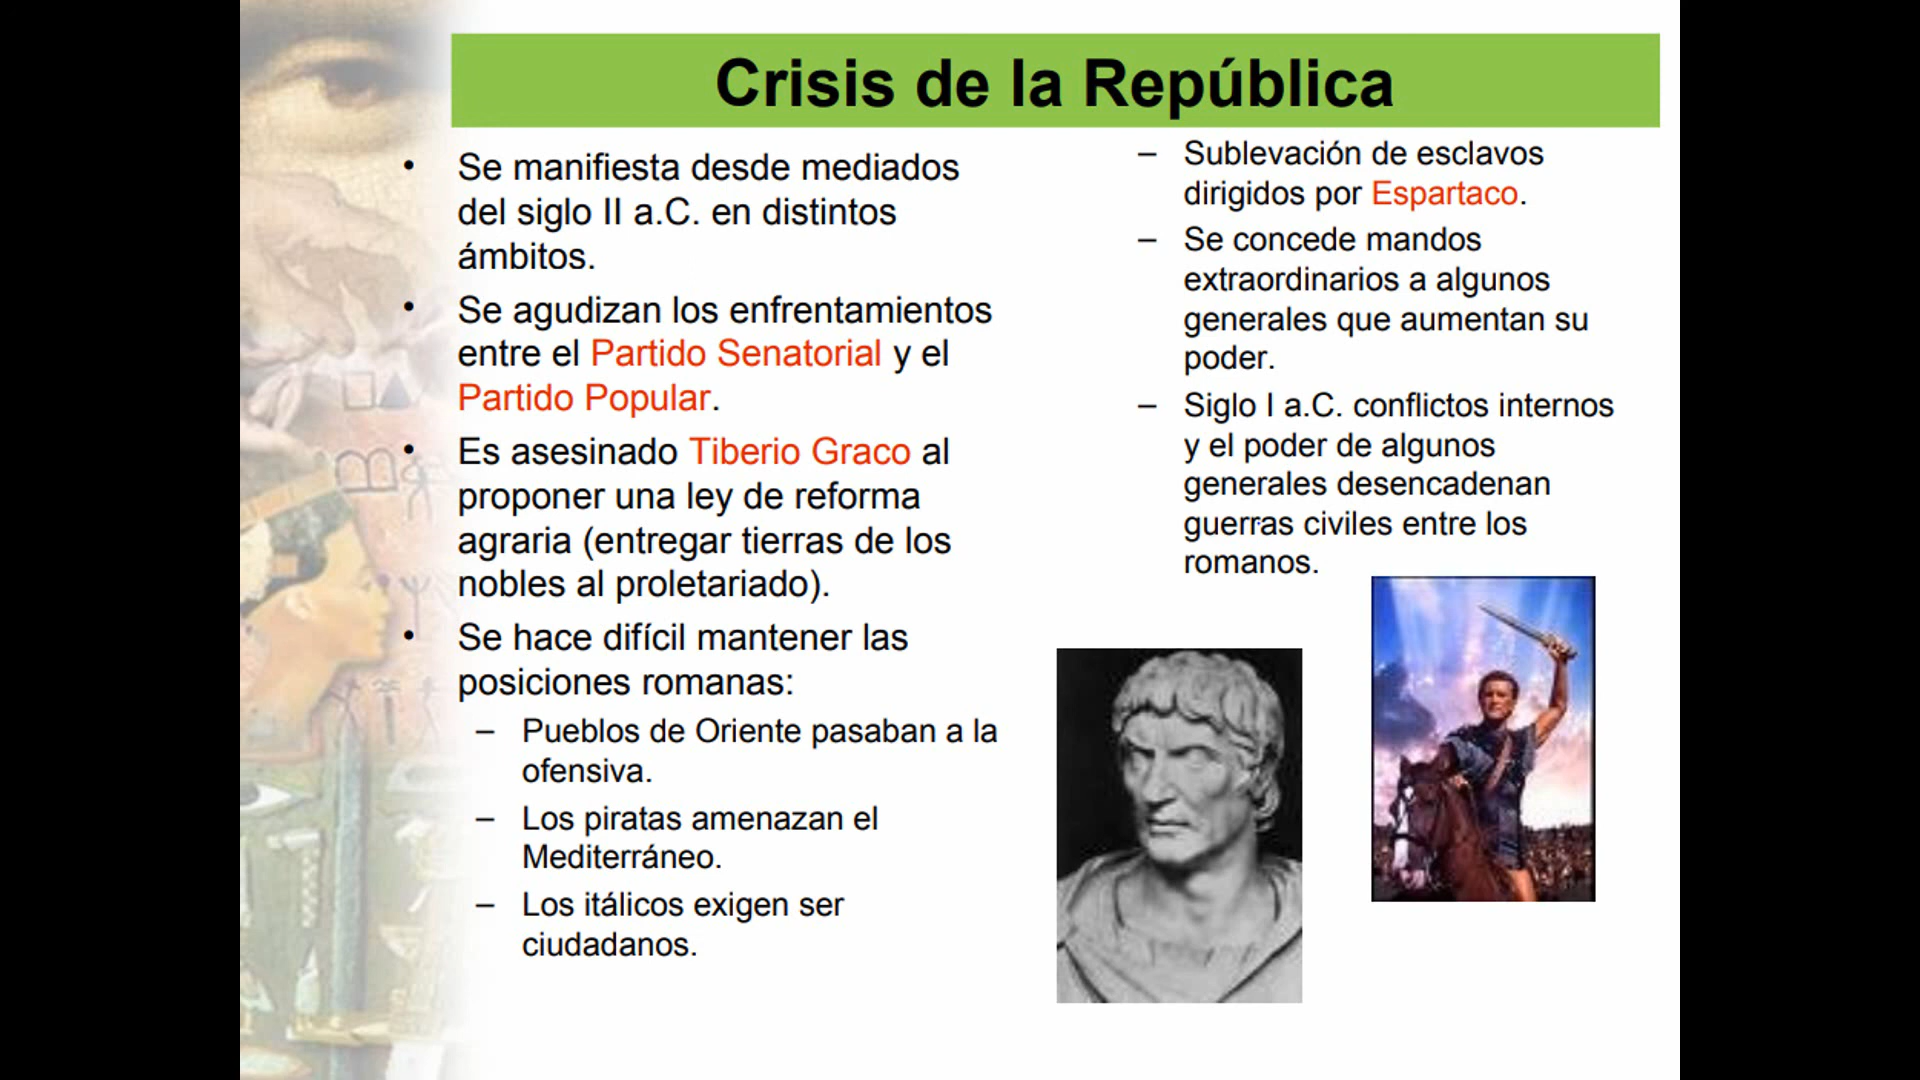 Crisis de la República
• Se manifiesta desde mediados
del siglo II a.C. en distintos
ámbitos.
• Se agudizan los enfrentamientos
entre el Partido Senatorial y el
Partido Popular.
• Es asesinado Tiberio Graco al
proponer una ley de reforma
agraria (entregar tierras de los
nobles al proletariado).
• Se hace difícil mantener las
posiciones romanas:
– Pueblos de Oriente pasaban a la
ofensiva.
– Los piratas amenazan el
Mediterráneo.
– Los itálicos exigen ser
ciudadanos.
– Sublevación de esclavos
dirigidos por Espartaco.
– Se concede mandos
extraordinarios a algunos
generales que aumentan su
poder.
– Siglo I a.C. conflictos internos
y el poder de algunos
generales desencadenan
guerras civiles entre los
romanos.